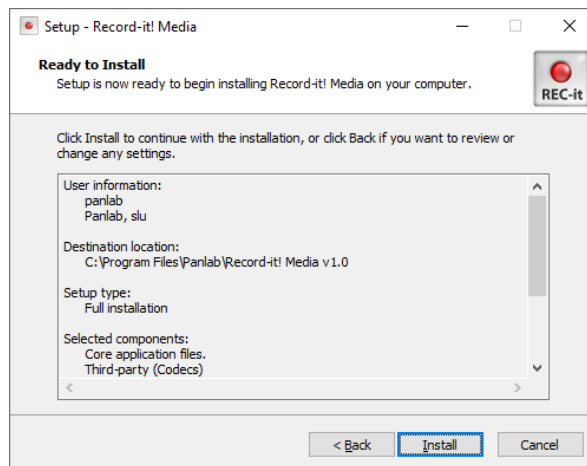 Setup - Record-it! Media
Ready to Install
Setup is now ready to begin installing Record-it! Media on your computer.
REC-it
Click Install to continue with the installation, or click Back if you want to review or
change any settings.
User information:
panlab
Panlab, slu
Destination location:
C:\Program Files\Panlab\Record-it! Media v1.0
Setup type:
Full installation
Selected components:
Core application files.
Third-party (Codecs)
< Back
Install
Cancel